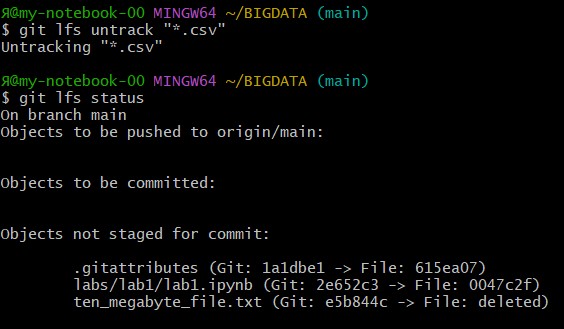 Я@my-notebook-00 MINGW64 ~/BIGDATA (main)
$ git lfs untrack "*.csv"
Untracking "*.csv"
Я@my-notebook-00 MINGW64 ~/BIGDATA (main)
$ git lfs status
On branch main
Objects to be pushed to origin/main:
Objects to be committed:
Objects not staged for commit:
.gitattributes (Git: 1a1dbe1 -> File: 615ea07)
labs/lab1/lab1.ipynb (Git: 2e652c3 -> File: 0047c2f)
ten_megabyte_file.txt (Git: e5b844c -> File: deleted)